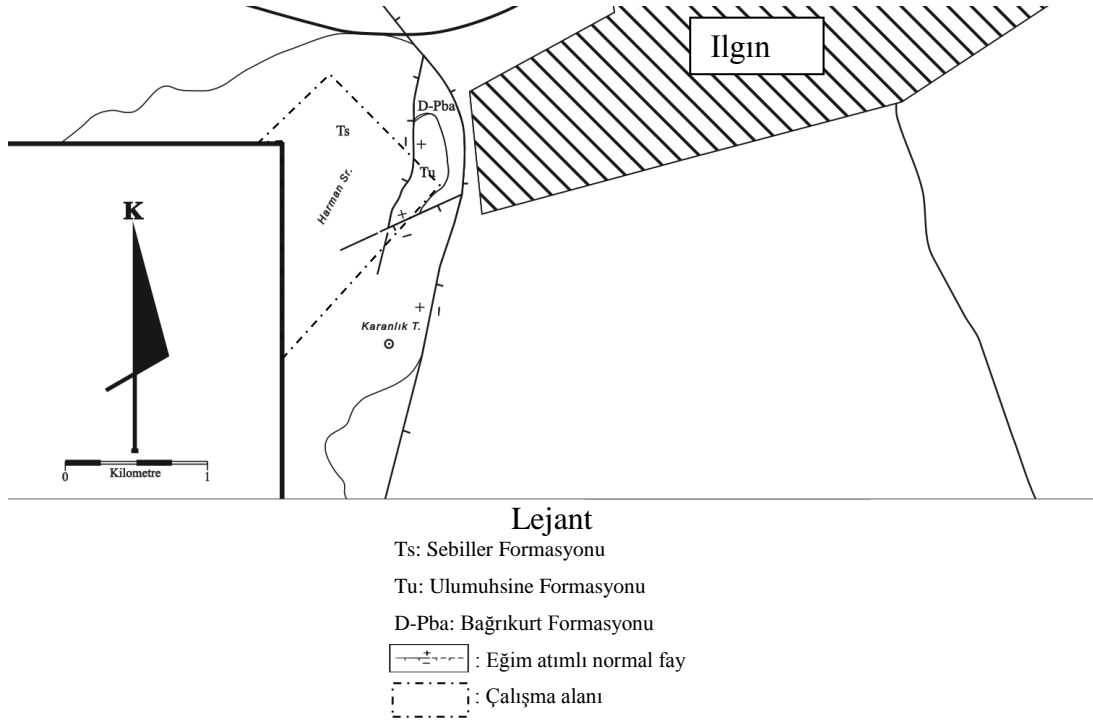 Ilgın
D-Pba
Ts
Tu
Harman Sr.
K
Karanlık T.
Kilometre
0 1
Lejant
Ts: Sebiller Formasyonu
Tu: Ulumuhsine Formasyonu
D-Pba: Bağrıkurt Formasyonu
: Eğim atımlı normal fay
: Çalışma alanı